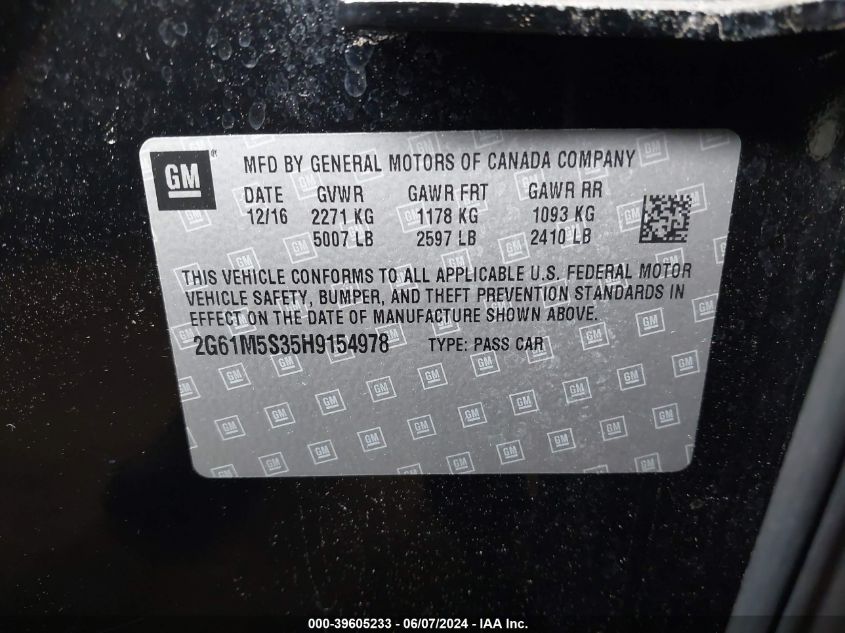 GM
MFD BY GENERAL MOTORS OF CANADA COMPANY
DATE GVWR GAWR FRT GAWR RR
12/16 2271 KG 1178 KG 1093 KG
5007 LB 2597 LB 2410 LB
THIS VEHICLE CONFORMS TO ALL APPLICABLE U.S. FEDERAL MOTOR
VEHICLE SAFETY, BUMPER, AND THEFT PREVENTION STANDARDS IN
EFFECT ON THE DATE OF MANUFACTURE SHOWN ABOVE.
2G61M5S35H9154978 TYPE: PASS CAR
000-39605233 - 06/07/2024 - IAA Inc.